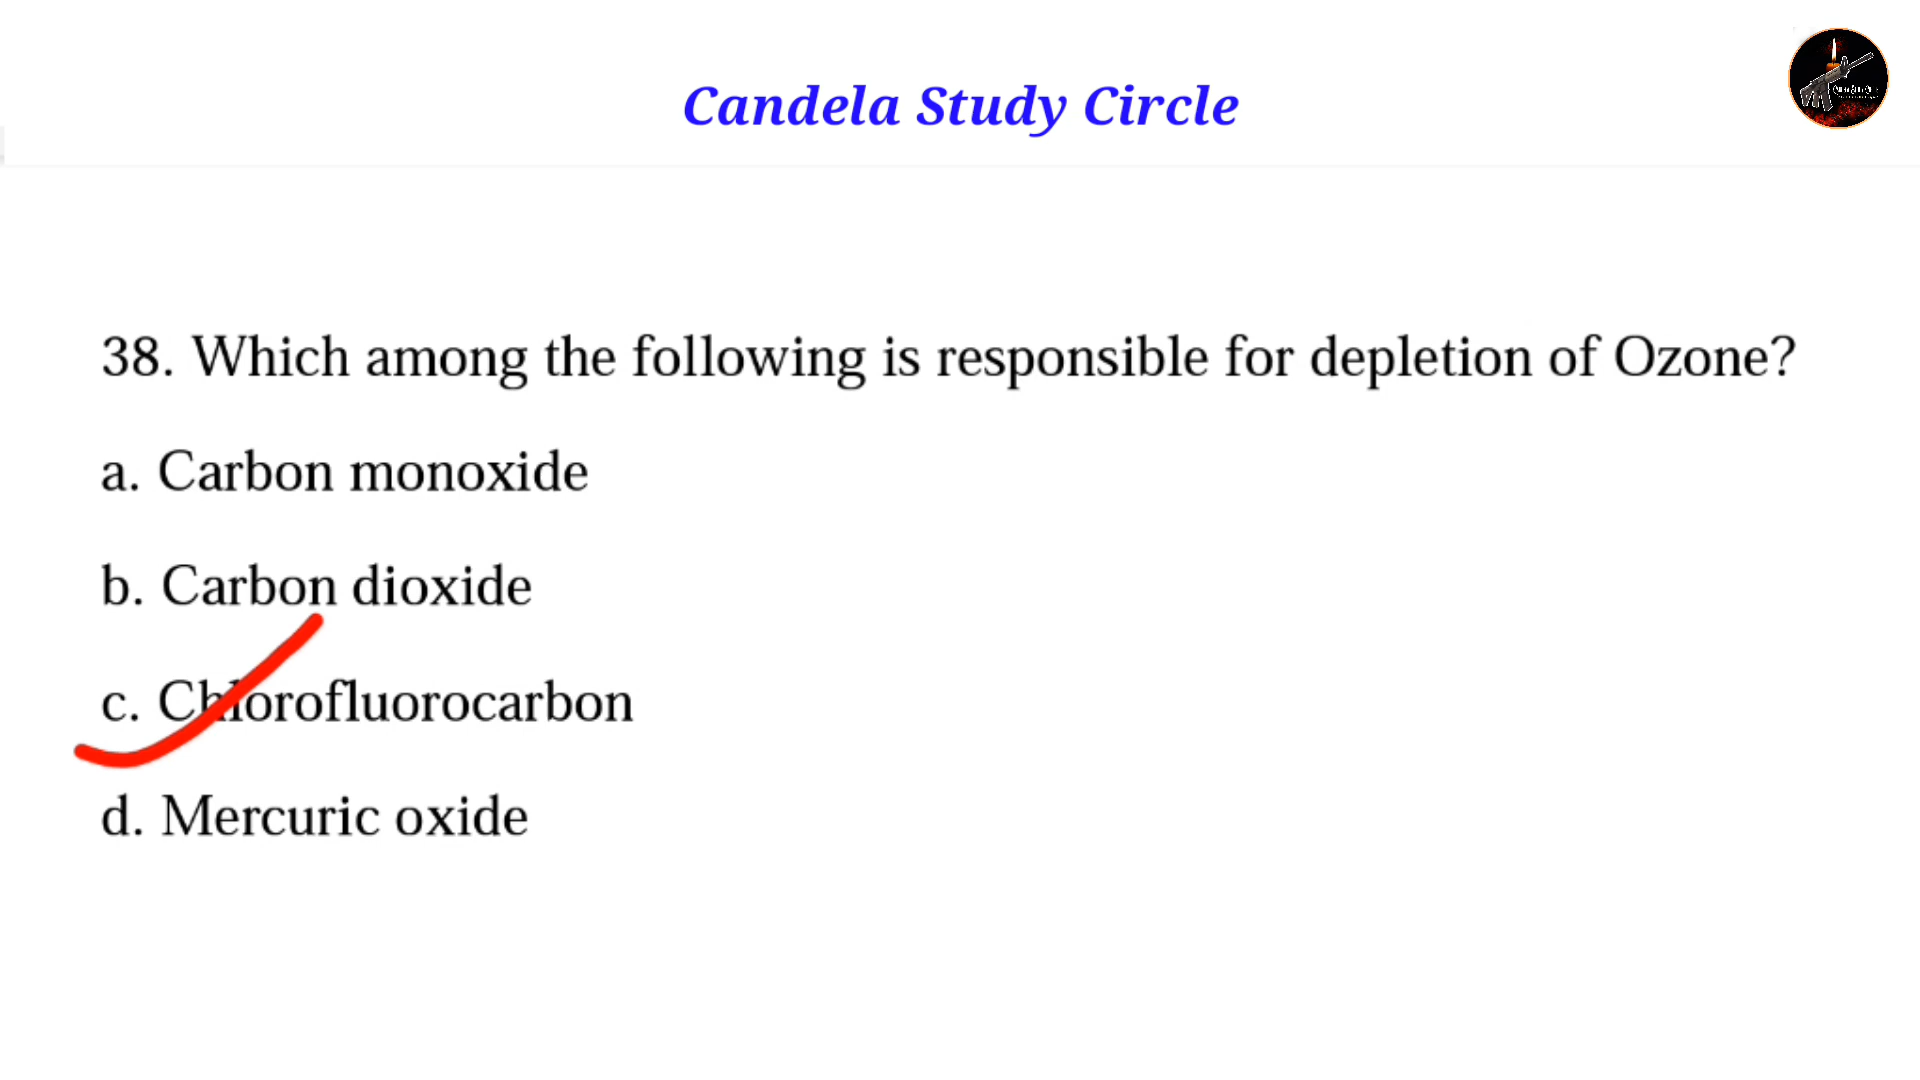 Candela Study Circle
38. Which among the following is responsible for depletion of Ozone?
a. Carbon monoxide
b. Carbon dioxide
c. Chlorofluorocarbon
d. Mercuric oxide